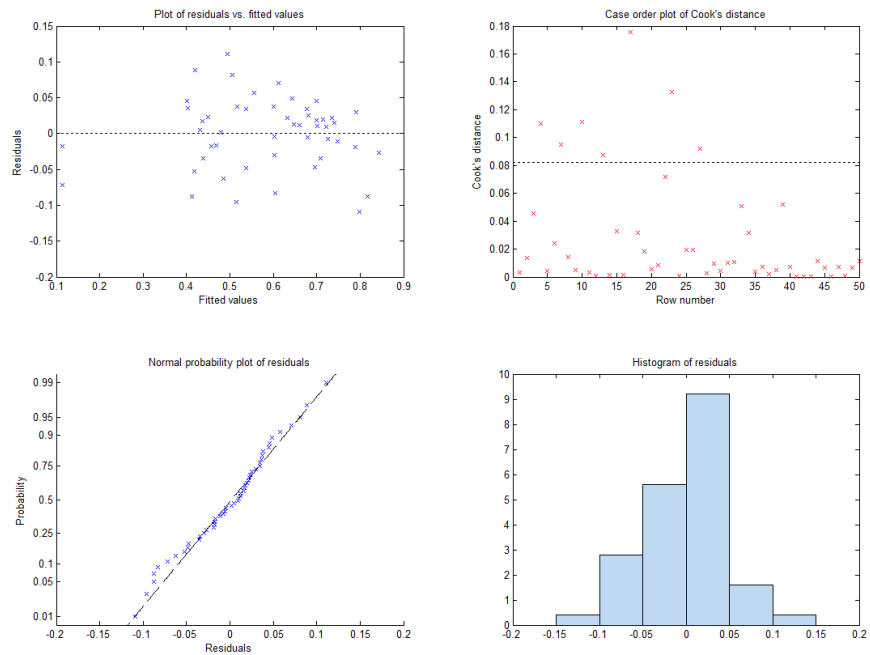 Plot of residuals vs. fitted values
0.15
0.1
0.05
0
-0.05
-0.1
-0.15
-0.2
Residuals
0.1 0.2 0.3 0.4 0.5 0.6 0.7 0.8 0.9
Fitted values
Case order plot of Cook's distance
0.18
0.16
0.14
0.12
0.1
0.08
0.06
0.04
0.02
0
Cook's distance
0 5 10 15 20 25 30 35 40 45 50
Row number
Normal probability plot of residuals
0.99
0.95
0.9
0.75
0.5
0.25
0.1
0.05
0.01
Probability
-0.2 -0.15 -0.1 -0.05 0 0.05 0.1 0.15 0.2
Residuals
Histogram of residuals
10
9
8
7
6
5
4
3
2
1
0
-0.2 -0.15 -0.1 -0.05 0 0.05 0.1 0.15 0.2